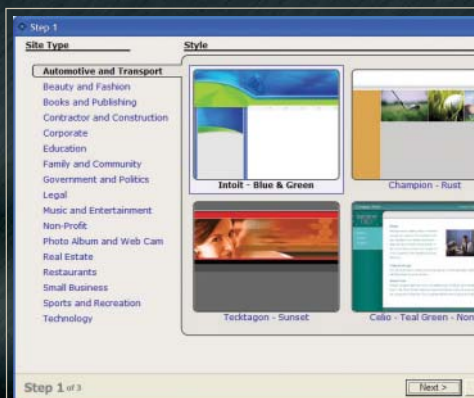 Step 1
Site Type
Style
Automotive and Transport
Beauty and Fashion
Books and Publishing
Contractor and Construction
Corporate
Education
Family and Community
Government and Politics
Legal
Music and Entertainment
Non-Profit
Photo Album and Web Cam
Real Estate
Restaurants
Small Business
Sports and Recreation
Technology
Intoit - Blue & Green
Champion - Rust
Tecktagon - Sunset
Celio - Teal Green - Non
Step 1 of 3
Next >